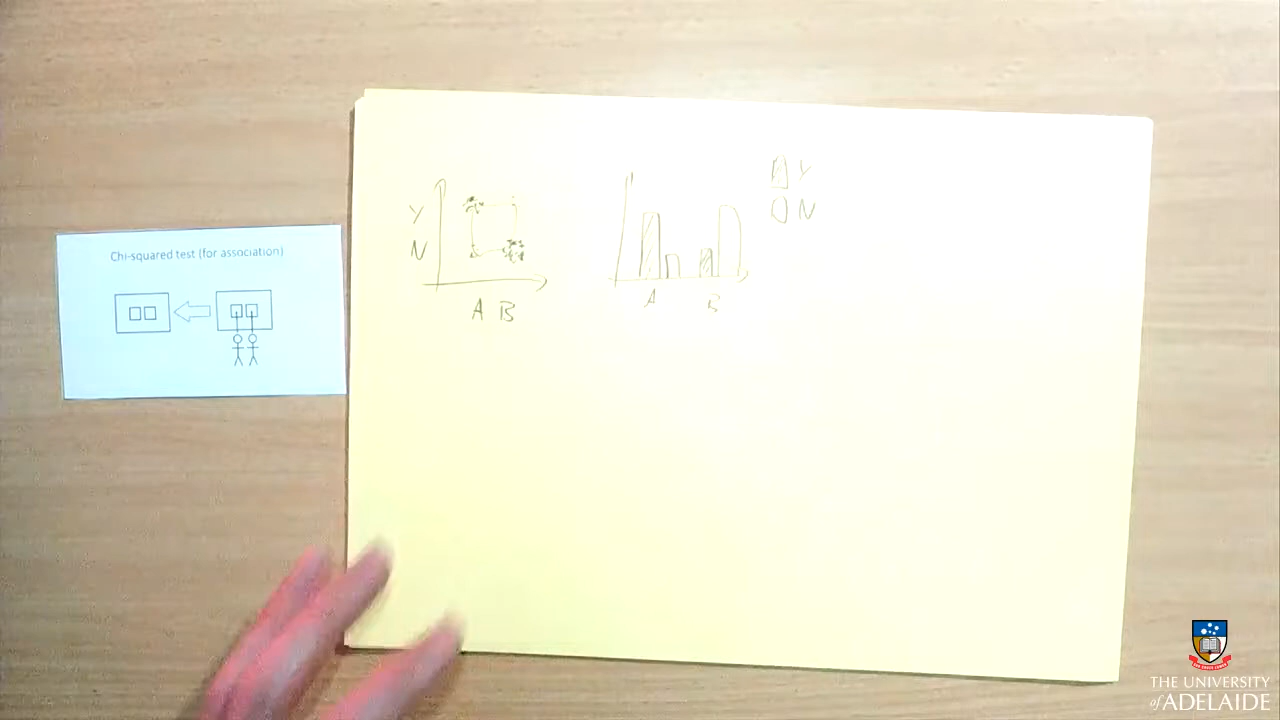 Chi-squared test (for association)
Y
N
A B
A
B
Y
N
THE UNIVERSITY
of ADELAIDE